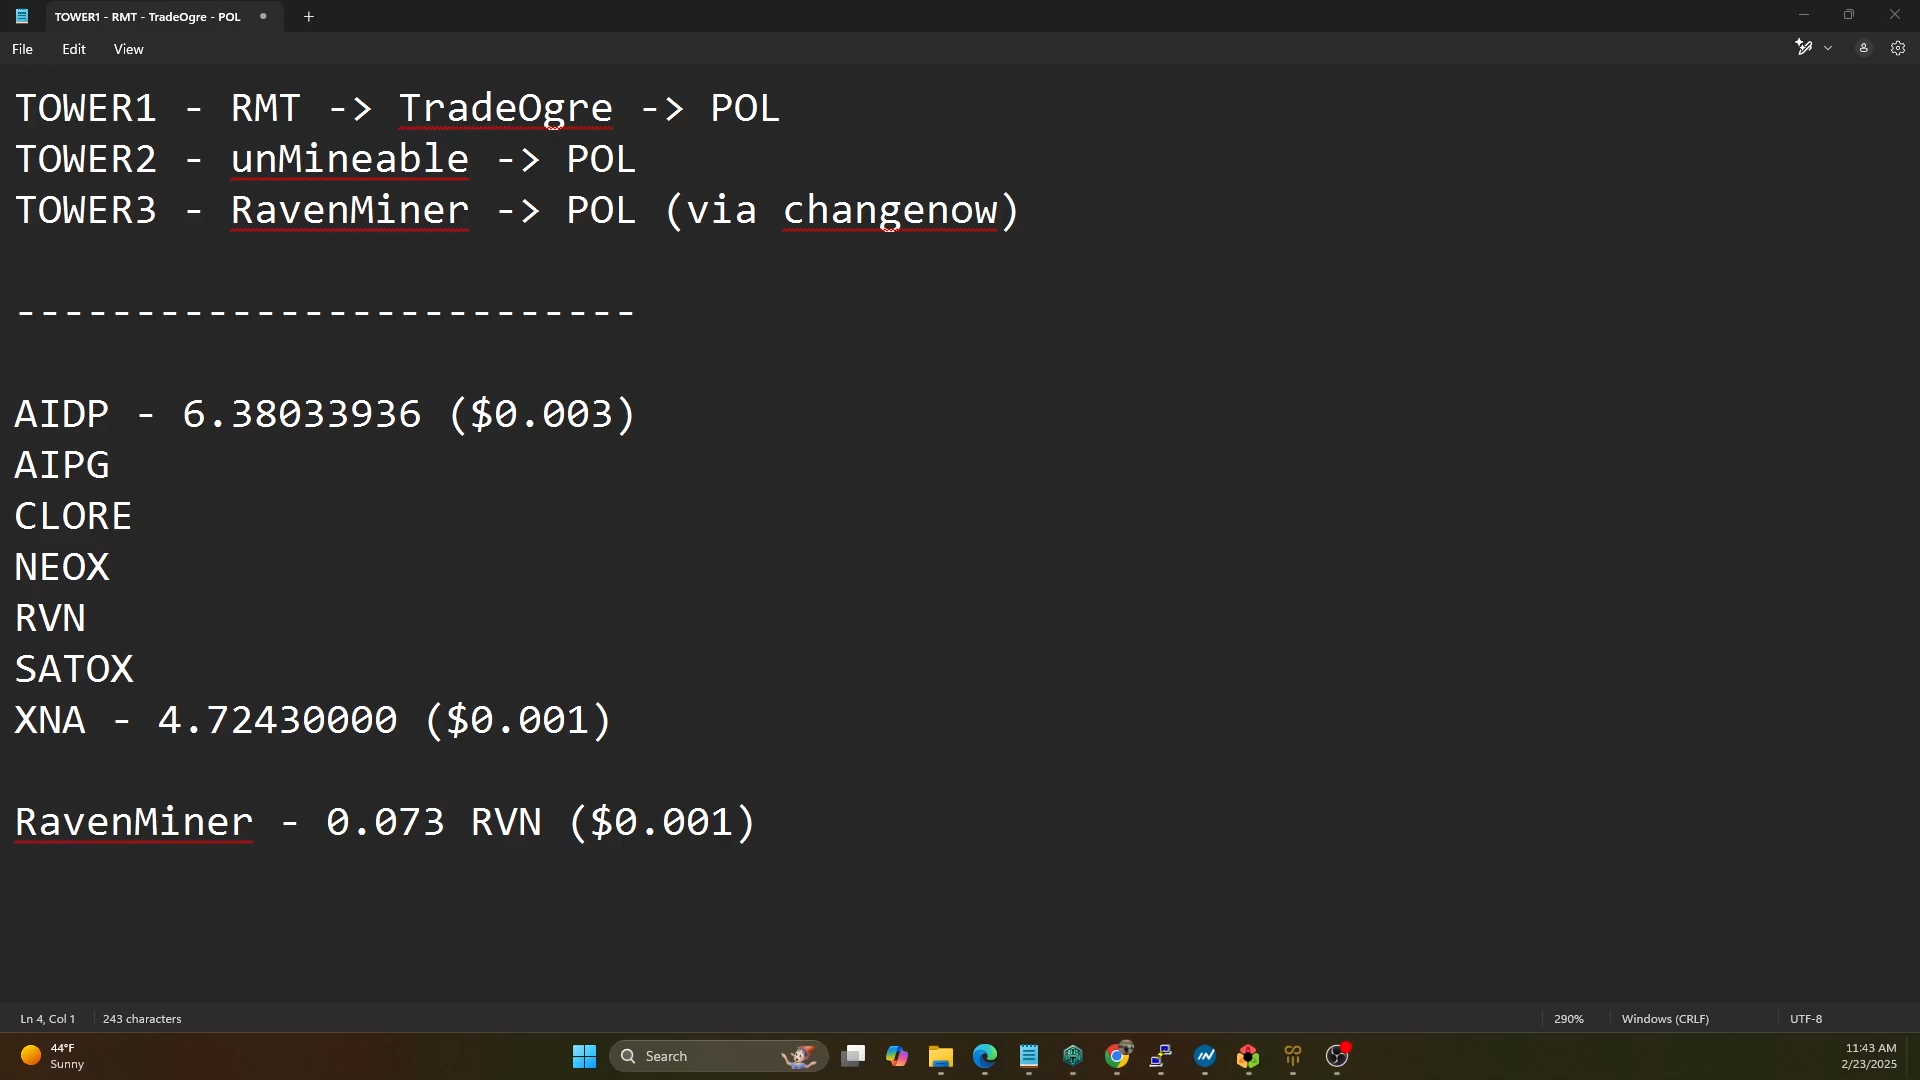 TOWER1 - RMT - TradeOgre - POL
File Edit View
TOWER1 - RMT -> TradeOgre -> POL
TOWER2 - unMineable -> POL
TOWER3 - RavenMiner -> POL (via changenow)
--------------------------
AIDP - 6.38033936 ($0.003)
AIPG
CLORE
NEOX
RVN
SATOX
XNA - 4.72430000 ($0.001)
RavenMiner - 0.073 RVN ($0.001)
Ln 4, Col 1 243 characters 290% Windows (CRLF) UTF-8
44°F
Sunny
Search
11:43 AM
2/23/2025